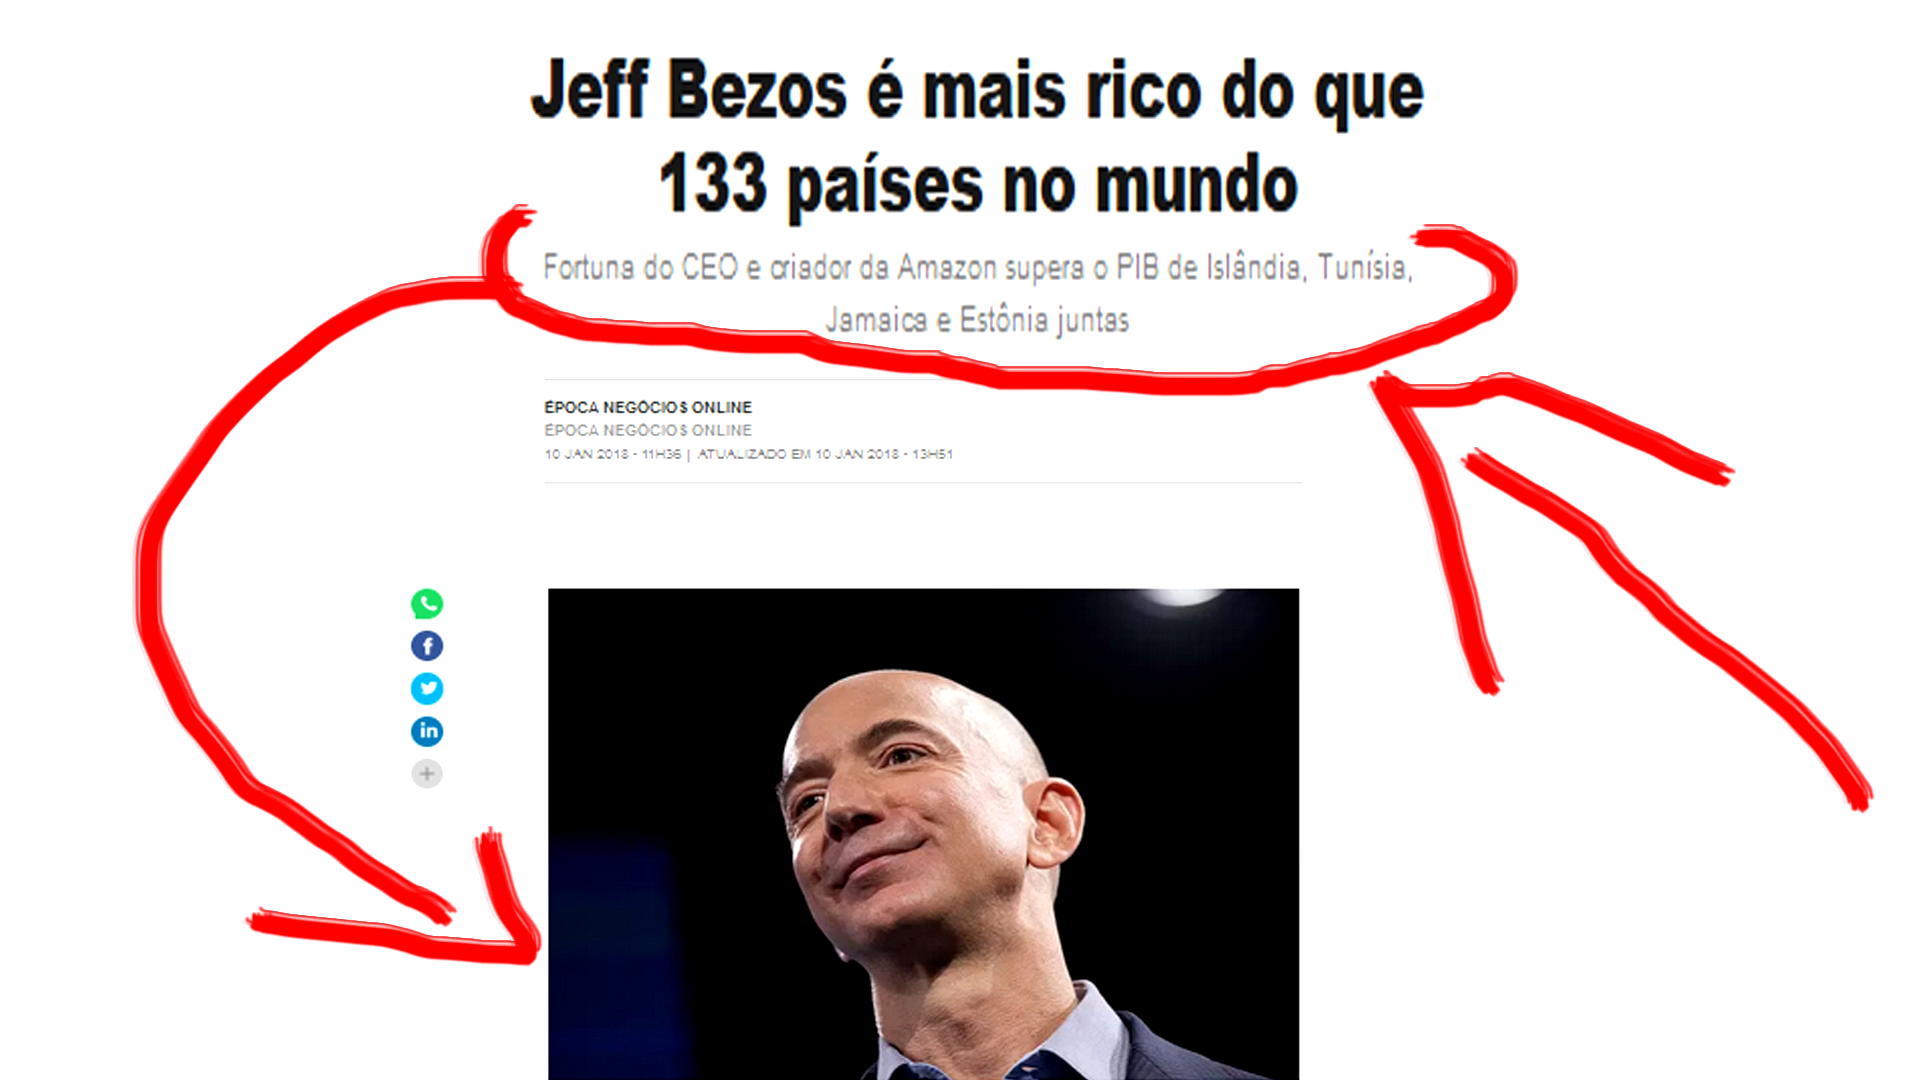 Jeff Bezos é mais rico do que
133 países no mundo
Fortuna do CEO e criador da Amazon supera o PIB de Islândia, Tunísia,
Jamaica e Estônia juntas
ÉPOCA NEGÓCIOS ONLINE
ÉPOCA NEGÓCIOS ONLINE
10 JAN 2018 - 11H36 | ATUALIZADO EM 10 JAN 2018 - 13H51